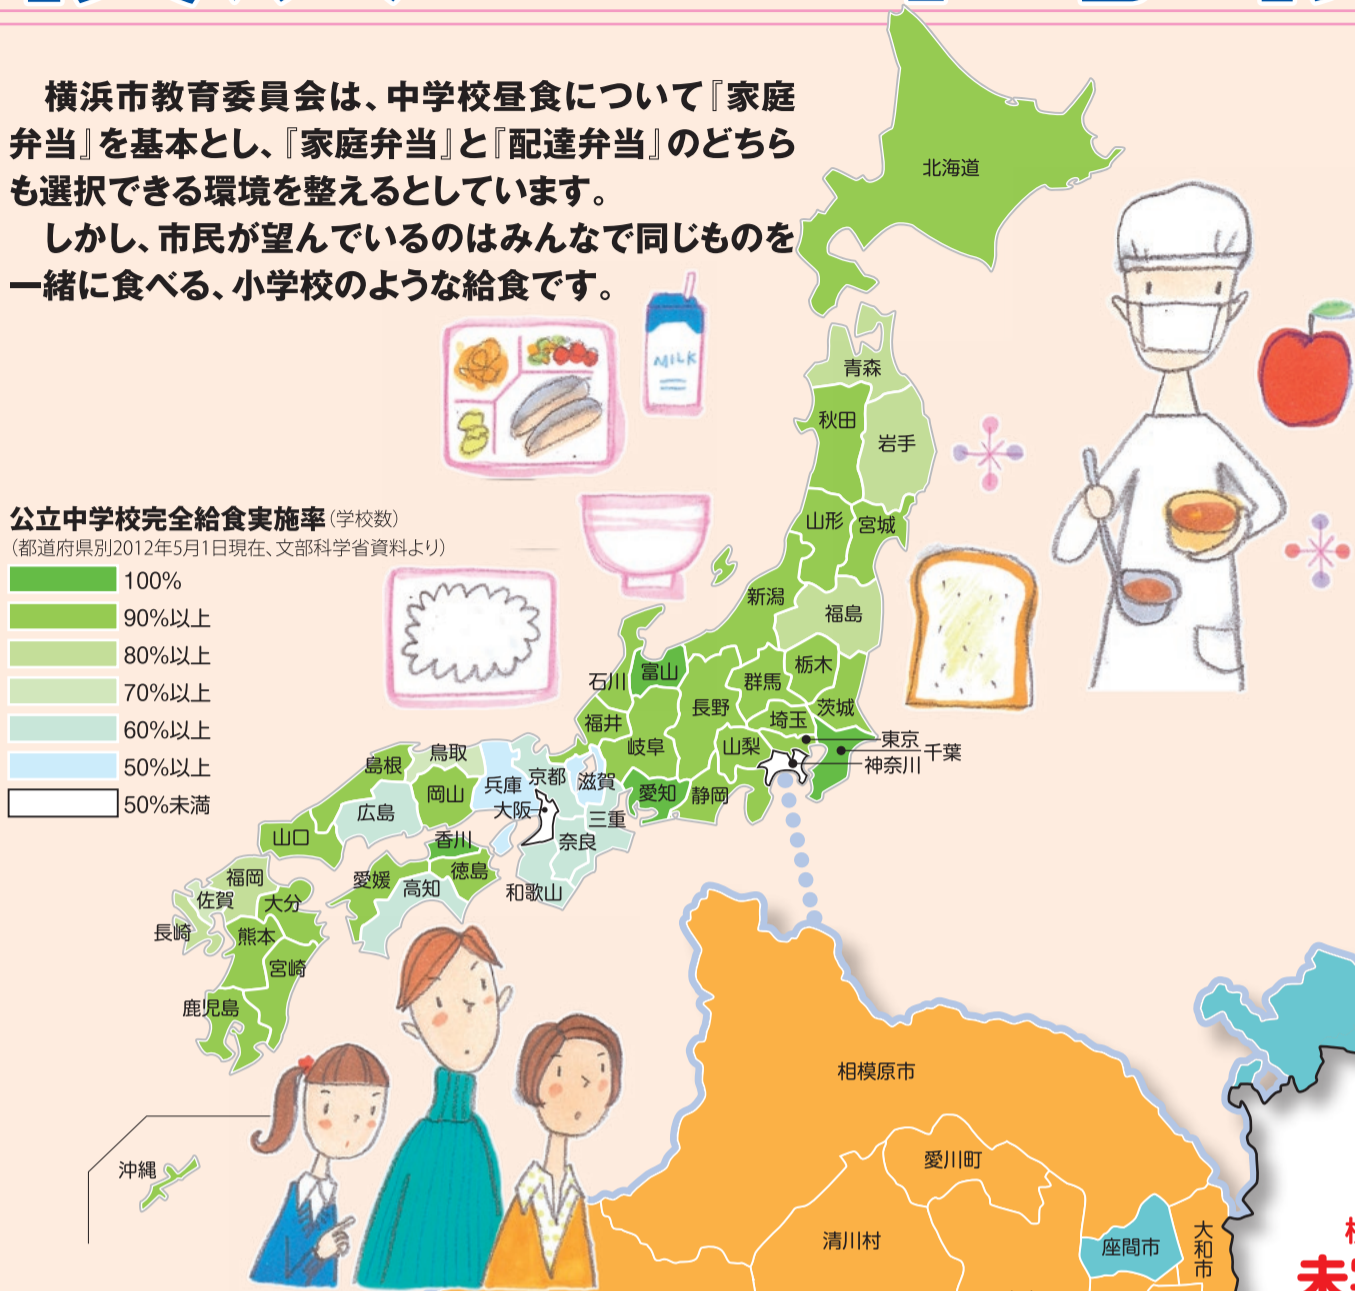 横浜市教育委員会は、中学校昼食について『家庭
弁当』を基本とし、『家庭弁当』と『配達弁当』のどちら
も選択できる環境を整えるとしています。
しかし、市民が望んでいるのはみんなで同じものを
一緒に食べる、小学校のような給食です。
MILK
公立中学校完全給食実施率(学校数)
(都道府県別2012年5月1日現在、文部科学省資料より)
100%
90%以上
80%以上
70%以上
60%以上
50%以上
50%未満
北海道
青森
秋田
岩手
山形
宮城
新潟
福島
石川
富山
群馬
栃木
長野
茨城
福井
埼玉
岐阜
山梨
東京
千葉
神奈川
島根
鳥取
兵庫
京都
滋賀
愛知
静岡
岡山
大阪
広島
三重
山口
香川
奈良
愛媛
徳島
高知
和歌山
福岡
佐賀
大分
長崎
熊本
宮崎
鹿児島
沖縄
相模原市
愛川町
清川村
座間市
大和市